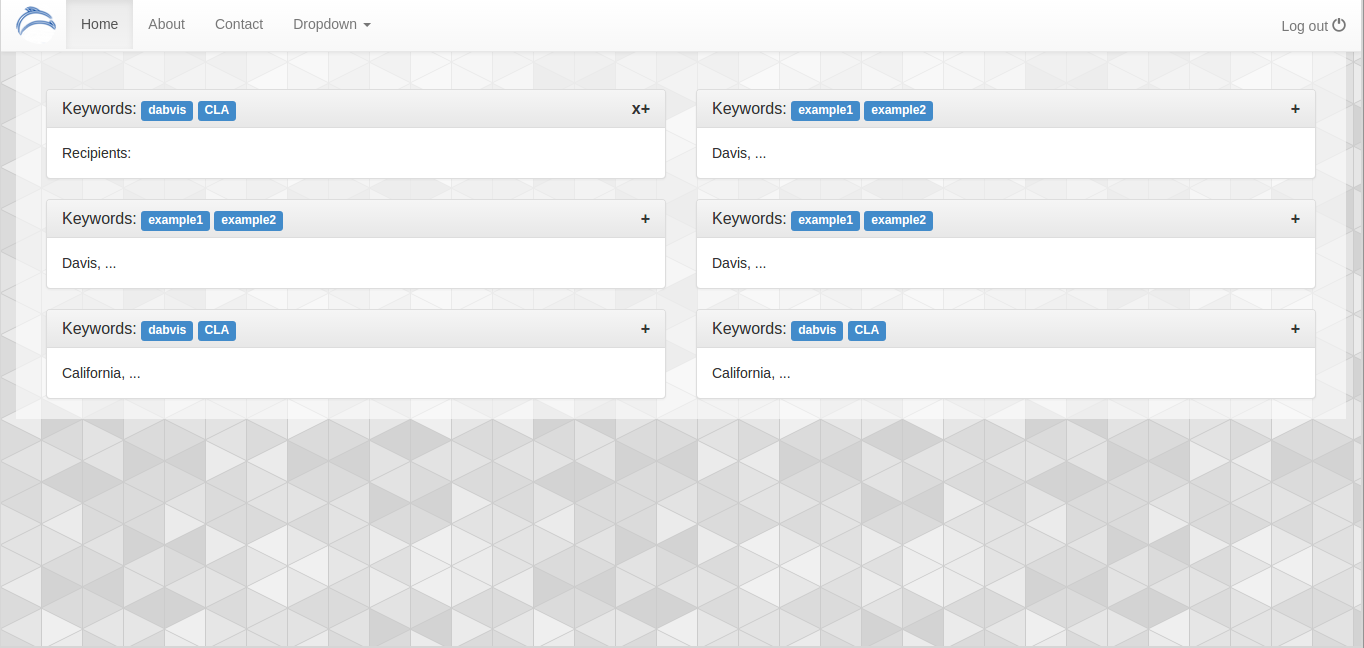 Home About Contact Dropdown Log out
Keywords: dabvis CLA x+
Recipients:
Keywords: example1 example2 +
Davis, ...
Keywords: example1 example2 +
Davis, ...
Keywords: example1 example2 +
Davis, ...
Keywords: dabvis CLA +
California, ...
Keywords: dabvis CLA +
California, ...